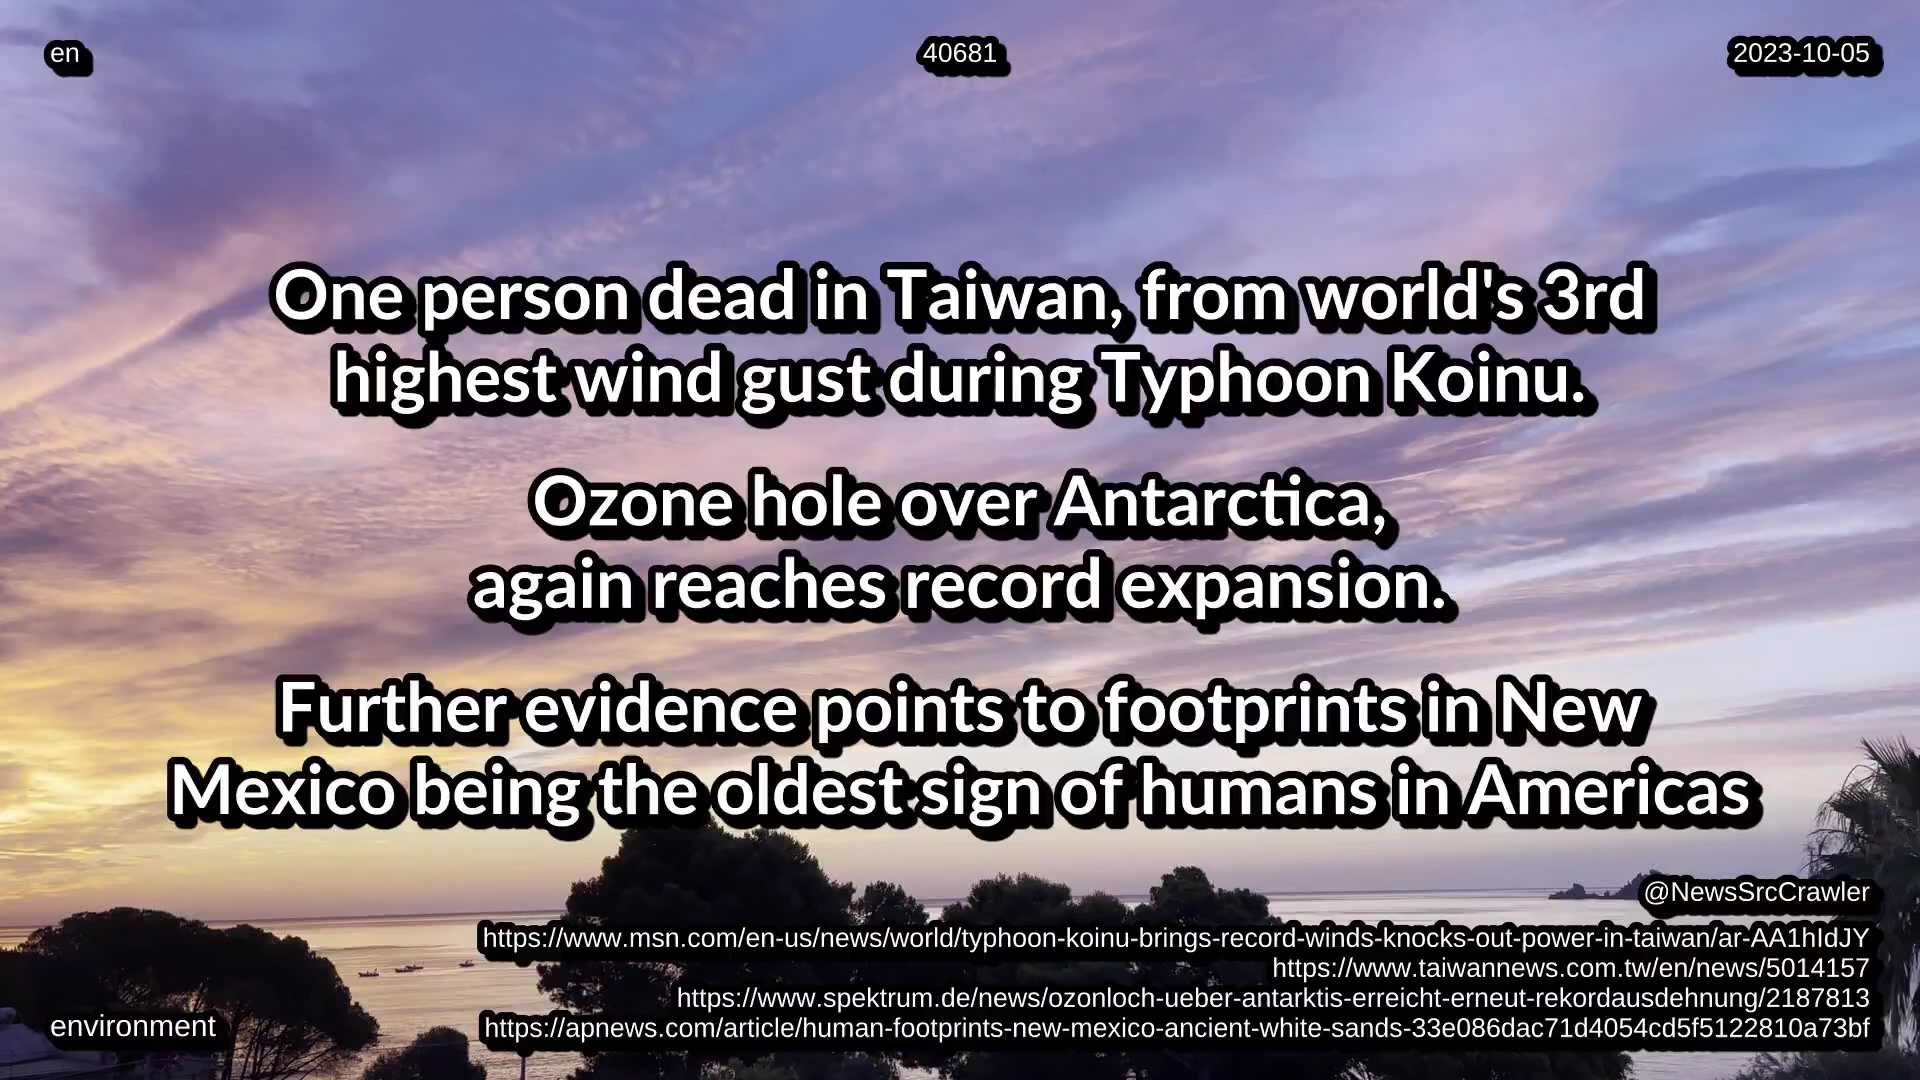 en
40681
2023-10-05
One person dead in Taiwan, from world's 3rd
highest wind gust during Typhoon Koinu.
Ozone hole over Antarctica,
again reaches record expansion.
Further evidence points to footprints in New
Mexico being the oldest sign of humans in Americas
@NewsSrcCrawler
https://www.msn.com/en-us/news/world/typhoon-koinu-brings-record-winds-knocks-out-power-in-taiwan/ar-AA1hIdJY
https://www.taiwannews.com.tw/en/news/5014157
https://www.spektrum.de/news/ozonloch-ueber-antarktis-erreicht-erneut-rekordausdehnung/2187813
https://apnews.com/article/human-footprints-new-mexico-ancient-white-sands-33e086dac71d4054cd5f5122810a73bf
environment